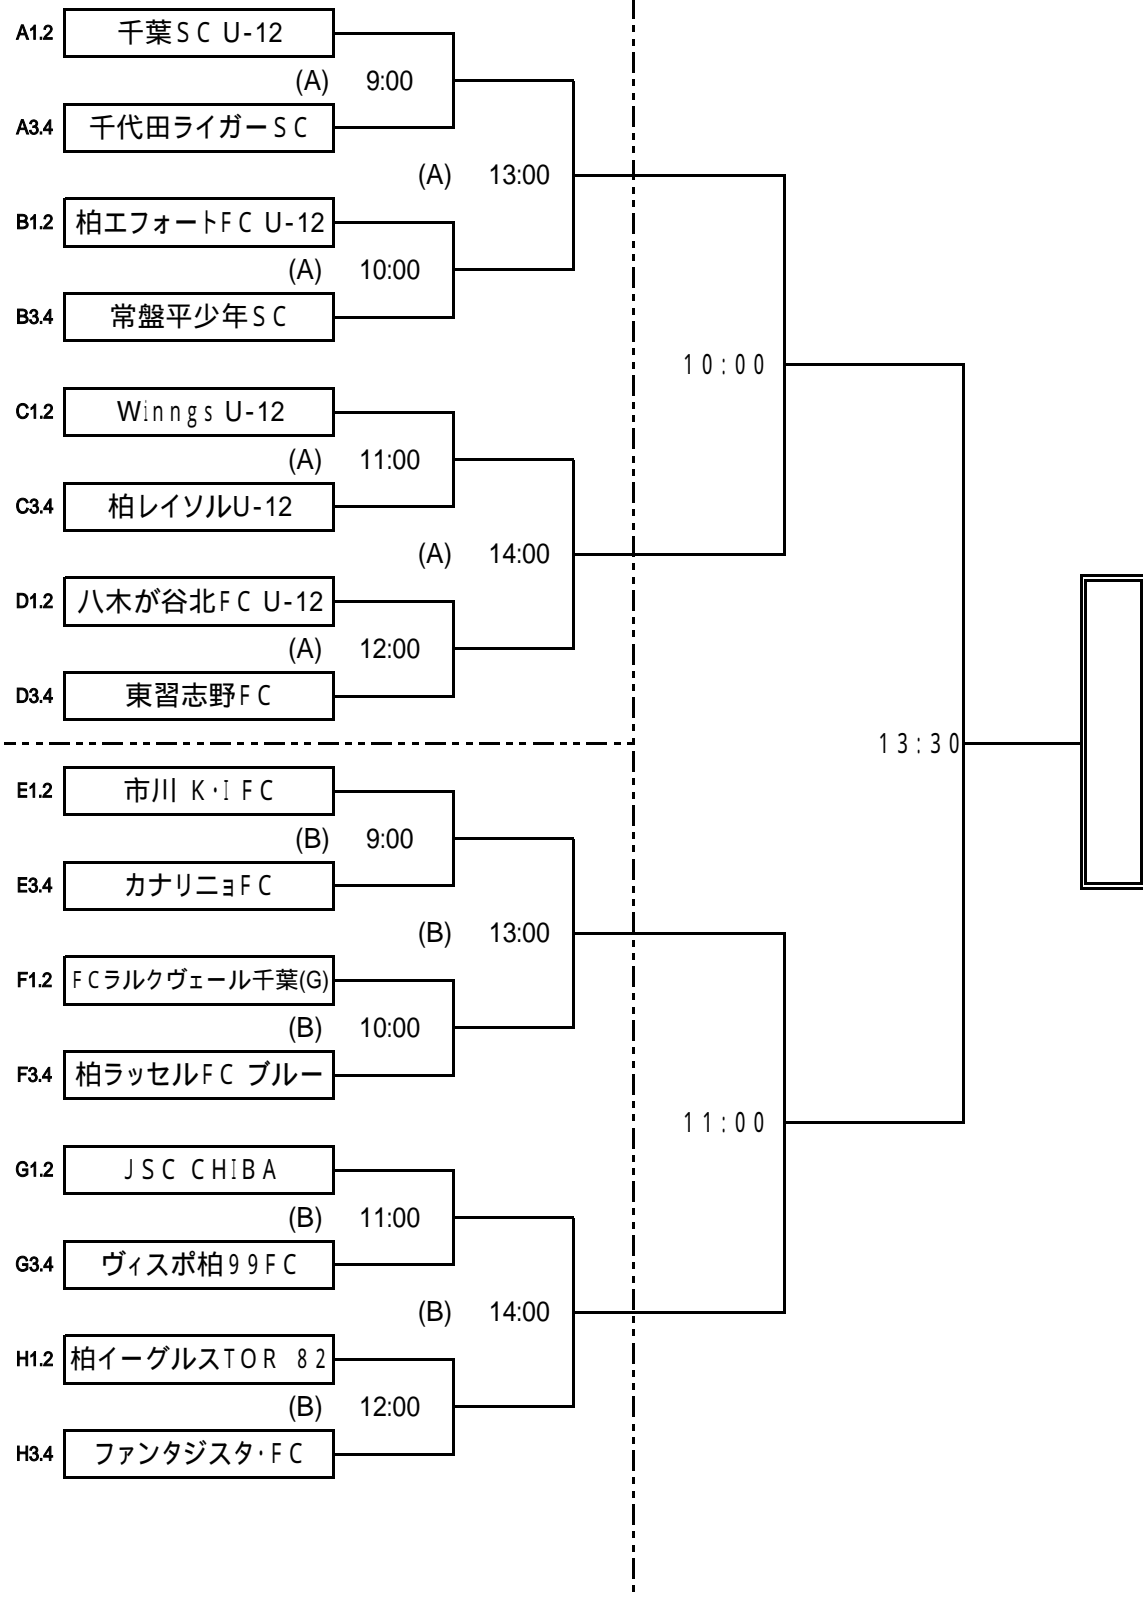 A1.2 千葉SC U-12
(A) 9:00
A3.4 千代田ライガーSC
(A) 13:00
B1.2 柏エフォートFC U-12
(A) 10:00
B3.4 常盤平少年SC
10:00
C1.2 Winngs U-12
(A) 11:00
C3.4 柏レイソルU-12
(A) 14:00
D1.2 八木が谷北FC U-12
(A) 12:00
D3.4 東習志野FC
13:30
E1.2 市川 K・I FC
(B) 9:00
E3.4 カナリニョFC
(B) 13:00
F1.2 FCラルクヴェール千葉(G)
(B) 10:00
F3.4 柏ラッセルFC ブルー
11:00
G1.2 JSC CHIBA
(B) 11:00
G3.4 ヴィスポ柏99FC
(B) 14:00
H1.2 柏イーグルスTOR 82
(B) 12:00
H3.4 ファンタジスタ・FC